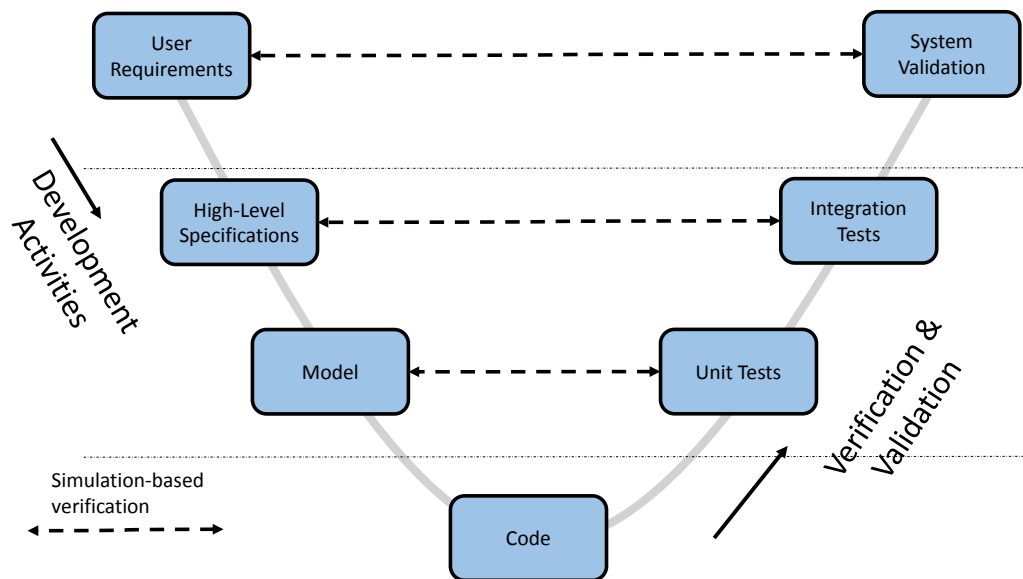 User
Requirements
System
Validation
Development
Activities
High-Level
Specifications
Integration
Tests
Model
Unit Tests
Verification &
Validation
Simulation-based
verification
Code